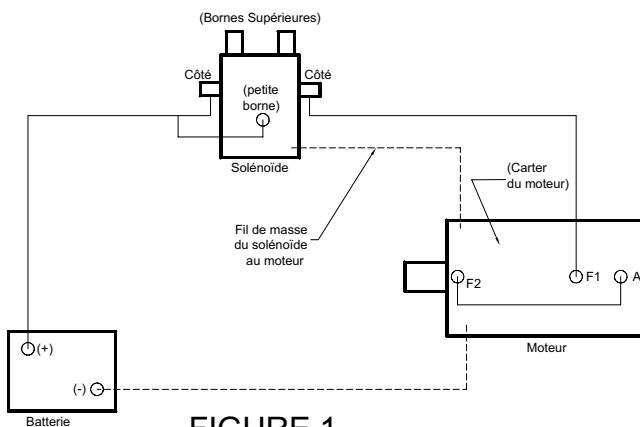 (Bornes Supérieures)
Côté
Côté
(petite
borne)
Solénoïde
(Carter
du moteur)
Fil de masse
du solénoïde
au moteur
F2
F1
A
Moteur
(+)
(-)
Batterie
FIGURE 1